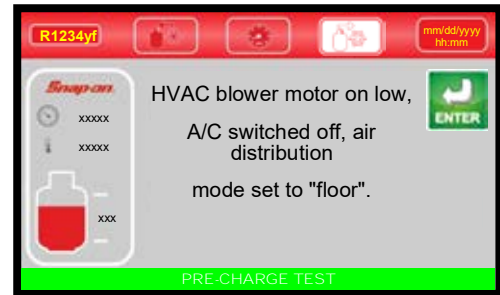 R1234yf
mm/dd/yyyy
hh:mm
Snap-on
xxxxx
xxxxx
xxx
HVAC blower motor on low,
A/C switched off, air
distribution
mode set to "floor".
ENTER
PRE-CHARGE TEST